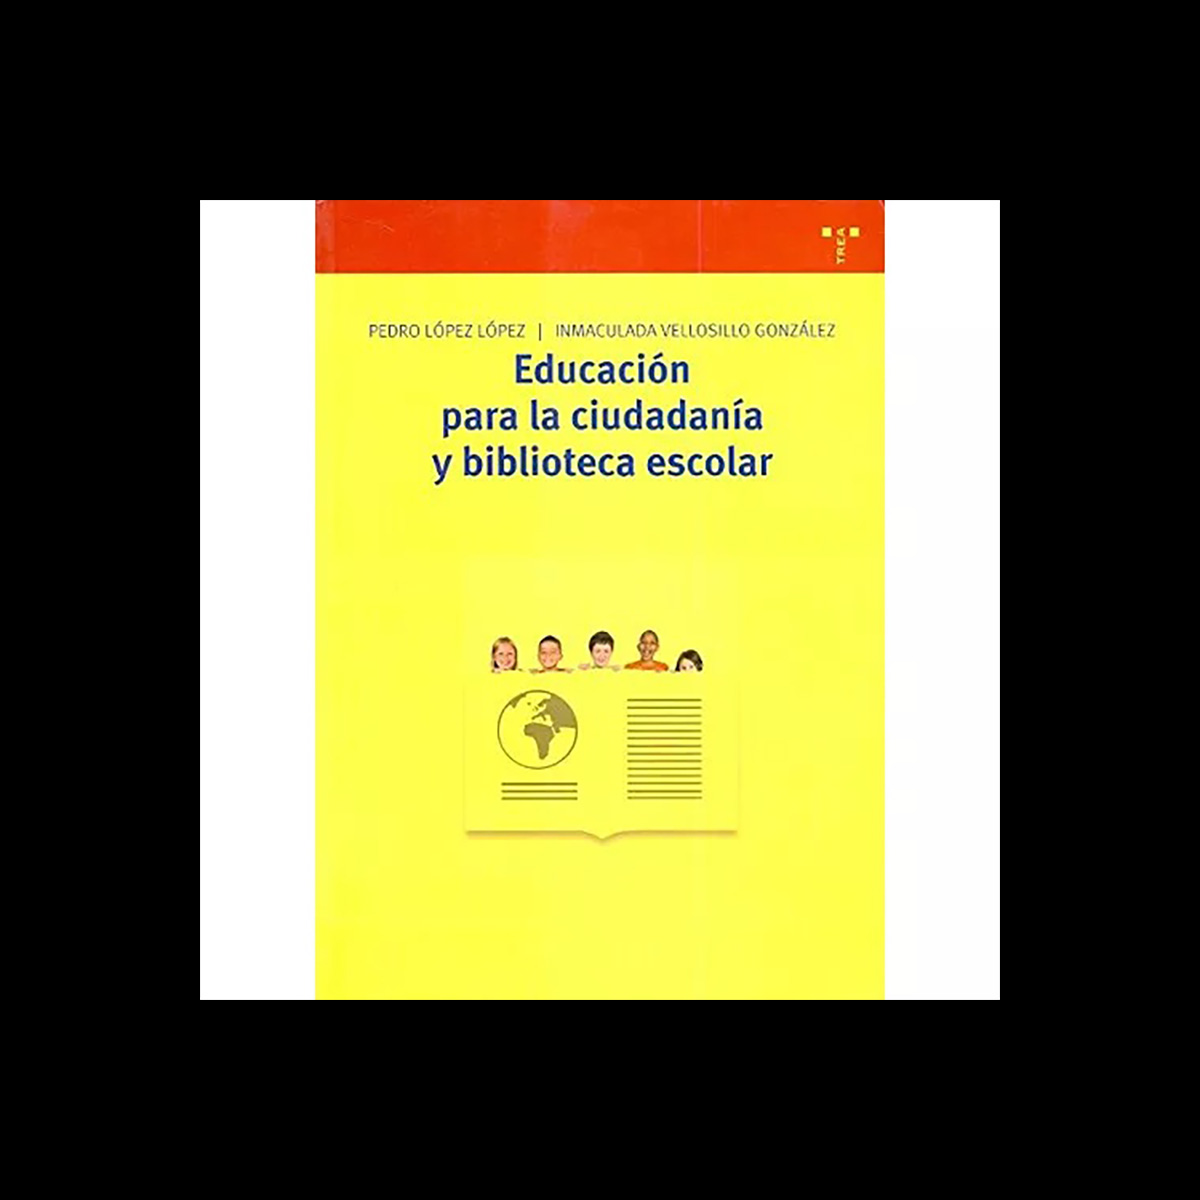 TREA
PEDRO LÓPEZ LÓPEZ | INMACULADA VELLOSILLO GONZÁLEZ
Educación
para la ciudadanía
y biblioteca escolar